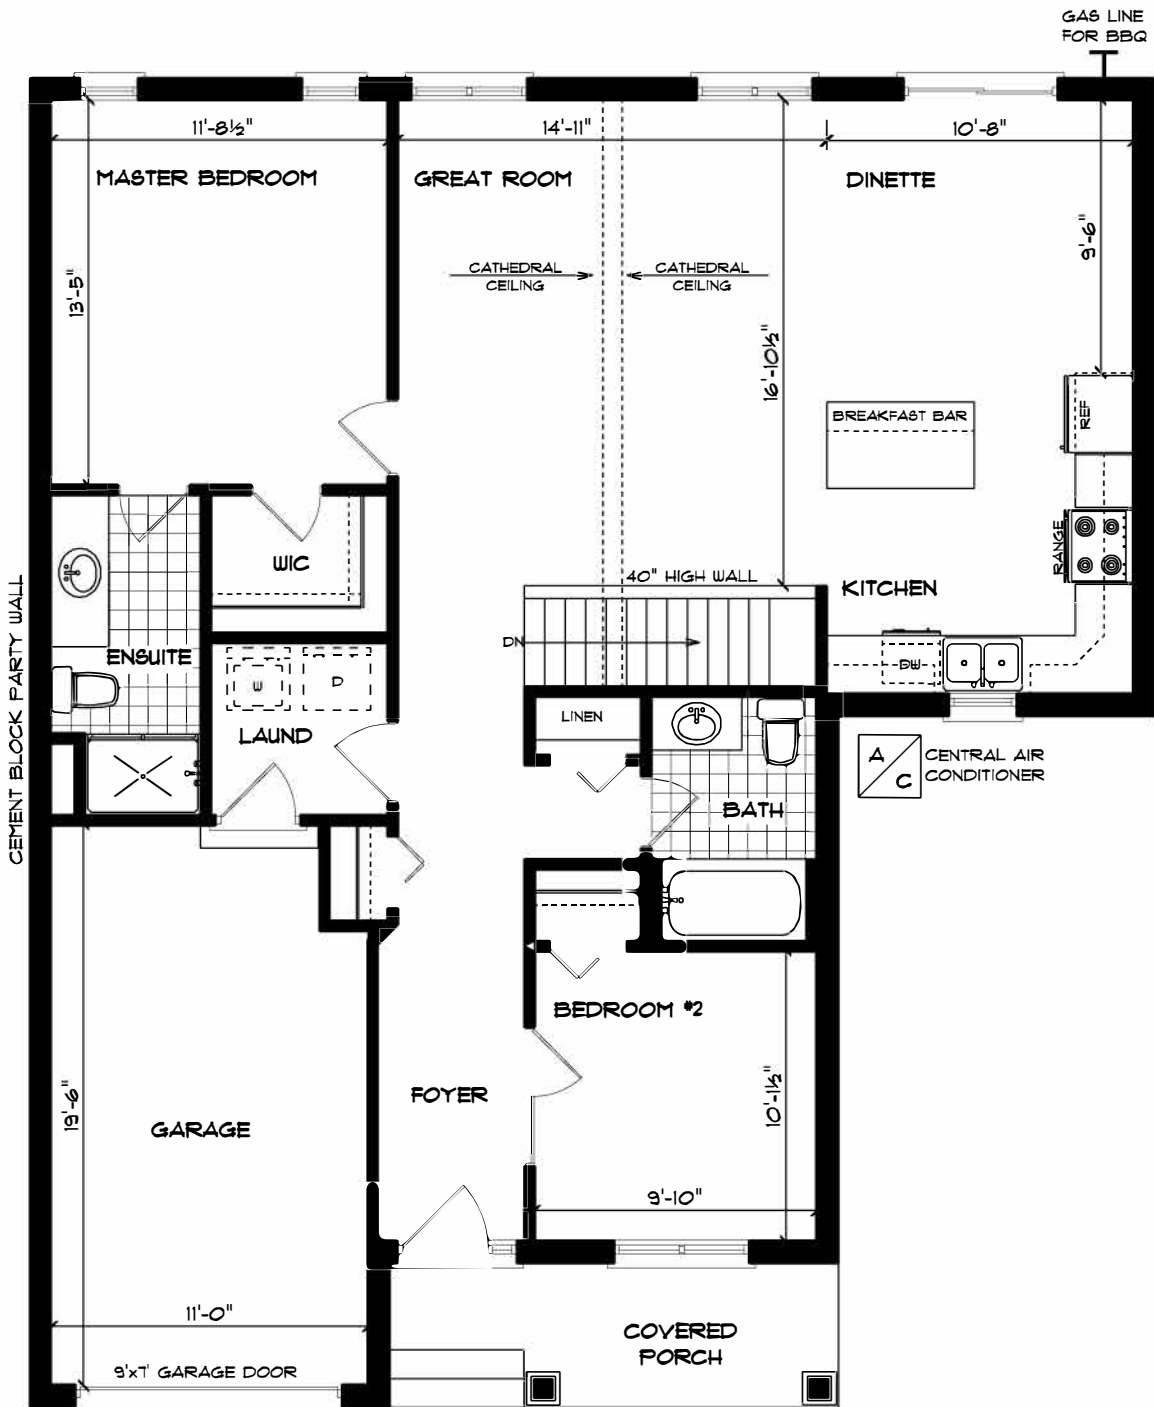 GAS LINE
FOR BBQ
11'-8½"
14'-11"
10'-8"
MASTER BEDROOM
GREAT ROOM
DINETTE
9'-6"
CATHEDRAL
CEILING
CATHEDRAL
CEILING
13'-5"
16'-10½"
BREAKFAST BAR
REF
RANGE
WIC
40" HIGH WALL
KITCHEN
CEMENT BLOCK PARTY WALL
DN
ENSUITE
W
D
DW
LINEN
LAUND
A
C
CENTRAL AIR
CONDITIONER
BATH
BEDROOM #2
FOYER
10'-1½"
19'-6"
GARAGE
9'-10"
11'-0"
COVERED
PORCH
9'x7' GARAGE DOOR